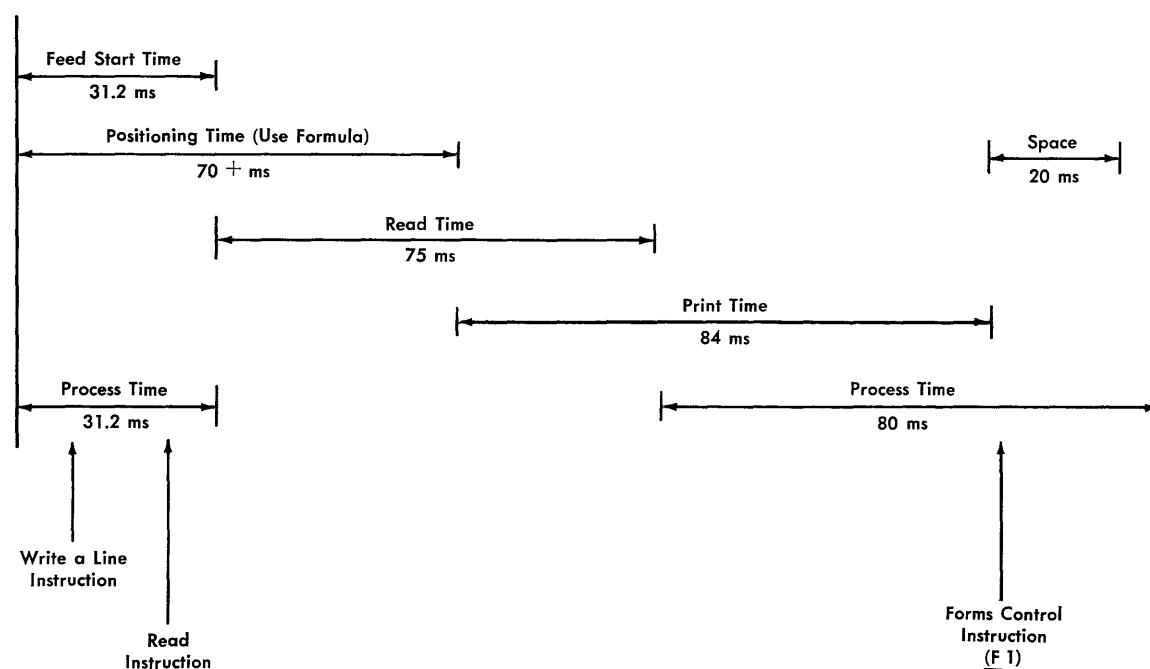 Feed Start Time
31.2 ms
Positioning Time (Use Formula)
70 + ms
Space
20 ms
Read Time
75 ms
Print Time
84 ms
Process Time
31.2 ms
Process Time
80 ms
Write a Line
Instruction
Read
Instruction
Forms Control
Instruction
(F 1)